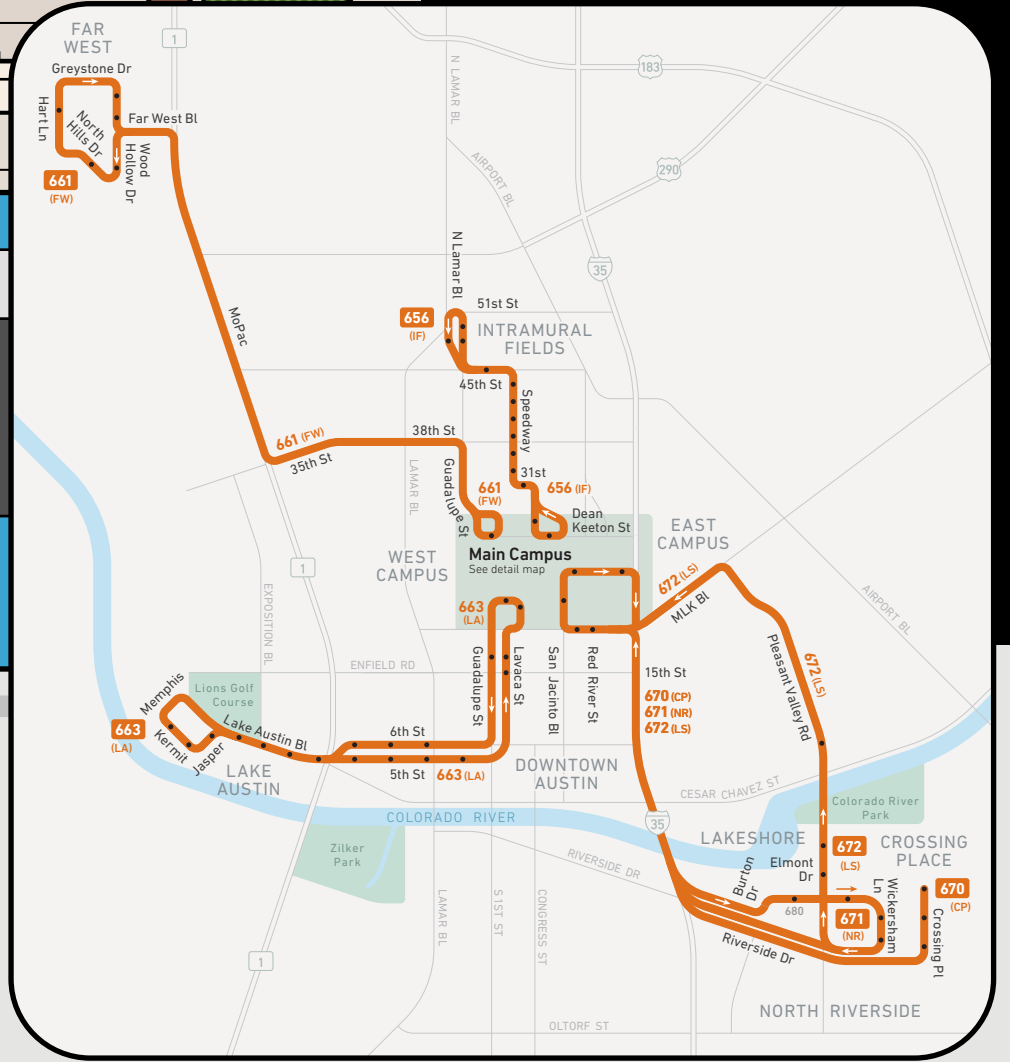 FAR
WEST
1
Greystone Dr
183
N LAMAR BL
Hart Ln
North
Hills Dr
Far West Bl
Wood
Hollow Dr
661
(FW)
AIRPORT BL
290
N Lamar Bl
35
51st St
656
(IF)
INTRAMURAL
FIELDS
MoPac
45th St
Speedway
38th St
661 (FW)
35th St
LAMAR BL
Guadalupe St
31st
661
(FW)
656 (IF)
Dean
Keeton St
EAST
CAMPUS
Main Campus
See detail map
WEST
CAMPUS
1
672 (LS)
MLK Bl
EXPOSITION BL
AIRPORT BL
663
(LA)
Guadalupe St
Lavaca St
San Jacinto Bl
Red River St
Pleasant Valley Rd
672 (LS)
ENFIELD RD
15th St
670 (CP)
671 (NR)
672 (LS)
Memphis
Lions Golf
Course
663
(LA)
Kermit
Jasper
Lake Austin Bl
6th St
5th St
663 (LA)
LAKE
AUSTIN
DOWNTOWN
AUSTIN
CESAR CHAVEZ ST
COLORADO RIVER
35
Colorado River
Park
Zilker
Park
LAKESHORE
672
(LS)
CROSSING
PLACE
RIVERSIDE DR
Burton
Dr
Elmont
Dr
Wickersham
Ln
670
(CP)
680
671
(NR)
LAMAR BL
S1ST ST
CONGRESS ST
Riverside Dr
Crossing Pl
1
NORTH RIVERSIDE
OLTORF ST